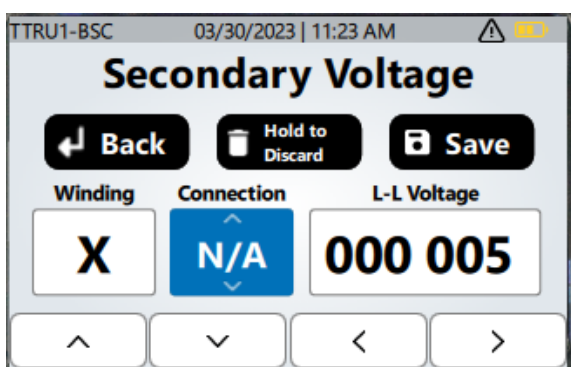 TTRU1-BSC 03/30/2023 | 11:23 AM
Secondary Voltage
Back Hold to Discard Save
Winding Connection L-L Voltage
X N/A 000 005